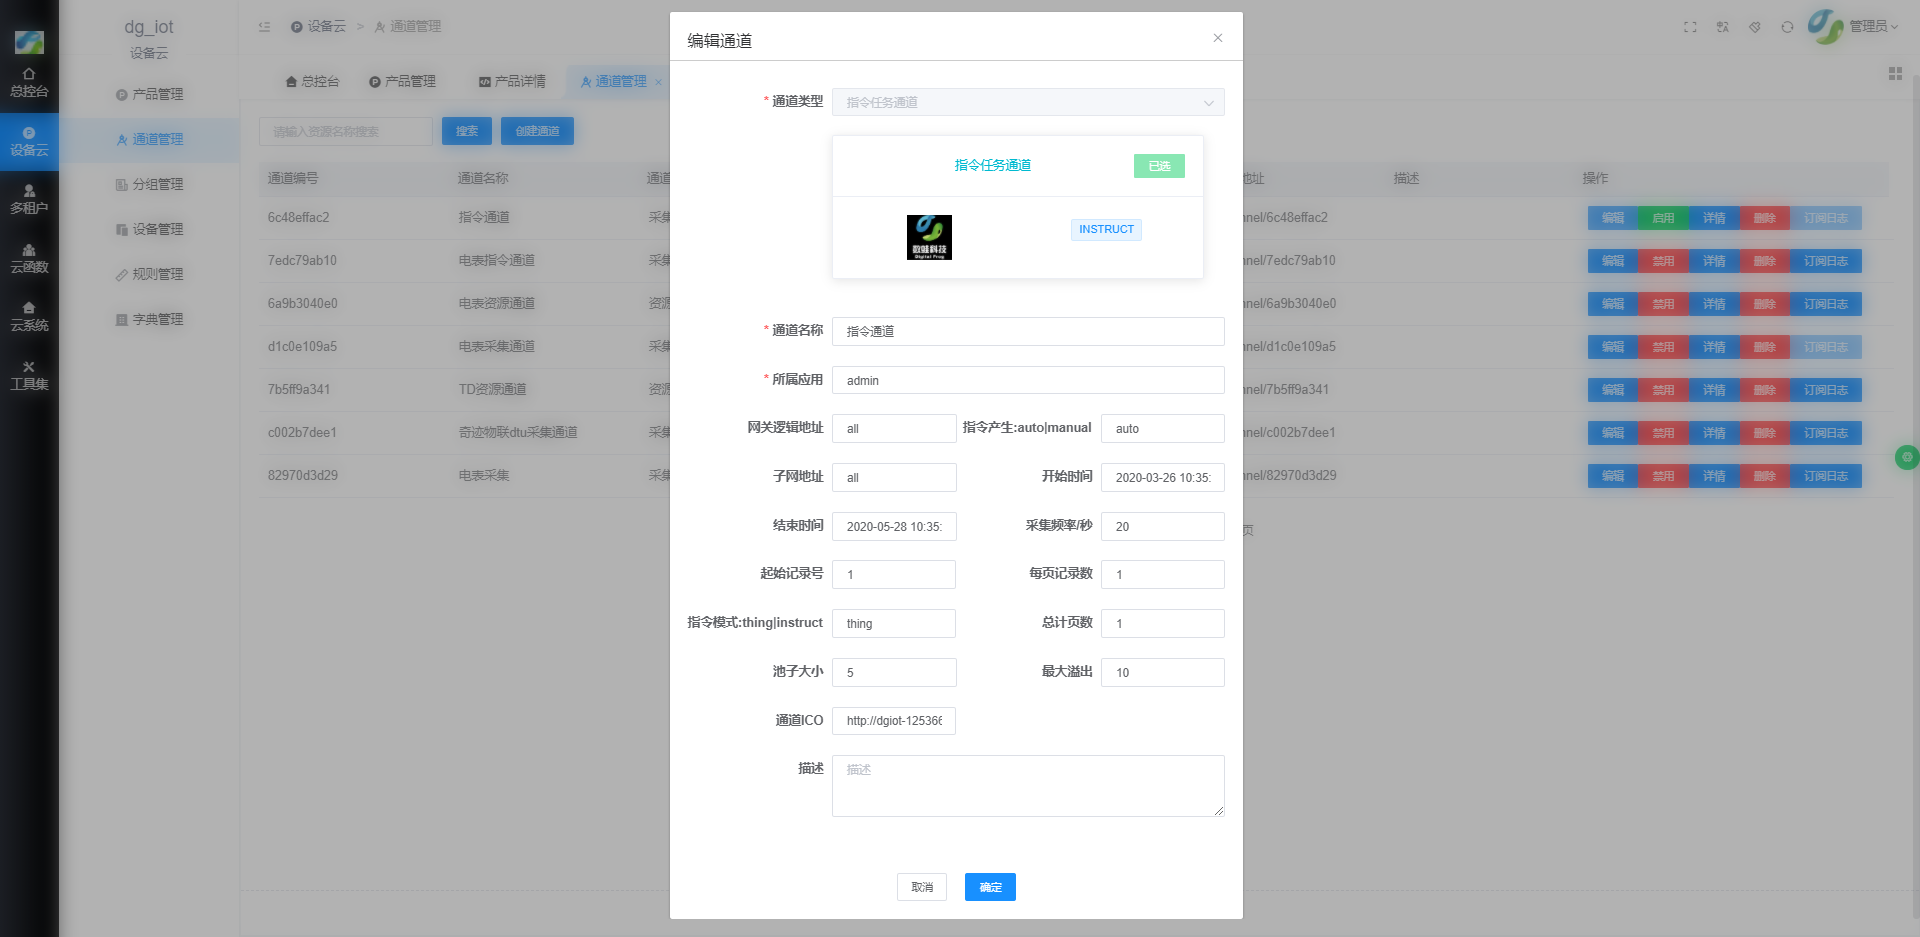 dg_iot
设备云
总控台
设备云
多租户
云函数
云系统
工具集
产品管理
通道管理
分组管理
设备管理
规则管理
字典管理
设备云 > 通道管理
管理员
总控台 产品管理 产品详情 通道管理 ×
请输入资源名称搜索 搜索 创建通道
通道编号 通道名称 通道 地址 描述 操作
6c48effac2 指令通道 采集 nnel/6c48effac2 编辑 启用 详情 删除 订阅日志
7edc79ab10 电表指令通道 采集 nnel/7edc79ab10 编辑 禁用 详情 删除 订阅日志
6a9b3040e0 电表资源通道 资源 nnel/6a9b3040e0 编辑 禁用 详情 删除 订阅日志
d1c0e109a5 电表采集通道 采集 nnel/d1c0e109a5 编辑 禁用 详情 删除 订阅日志
7b5ff9a341 TD资源通道 资源 nnel/7b5ff9a341 编辑 禁用 详情 删除 订阅日志
c002b7dee1 奇迹物联dtu采集通道 采集 nnel/c002b7dee1 编辑 禁用 详情 删除 订阅日志
82970d3d29 电表采集 采集 nnel/82970d3d29 编辑 禁用 详情 删除 订阅日志
页
编辑通道 ×
* 通道类型 指令任务通道
指令任务通道 已选
数蛙科技
Digital Frog
INSTRUCT
* 通道名称 指令通道
* 所属应用 admin
网关逻辑地址 all 指令产生:auto|manual auto
子网地址 all 开始时间 2020-03-26 10:35:
结束时间 2020-05-28 10:35: 采集频率/秒 20
起始记录号 1 每页记录数 1
指令模式:thing|instruct thing 总计页数 1
池子大小 5 最大溢出 10
通道ICO http://dgiot-125366
描述 描述
取消 确定